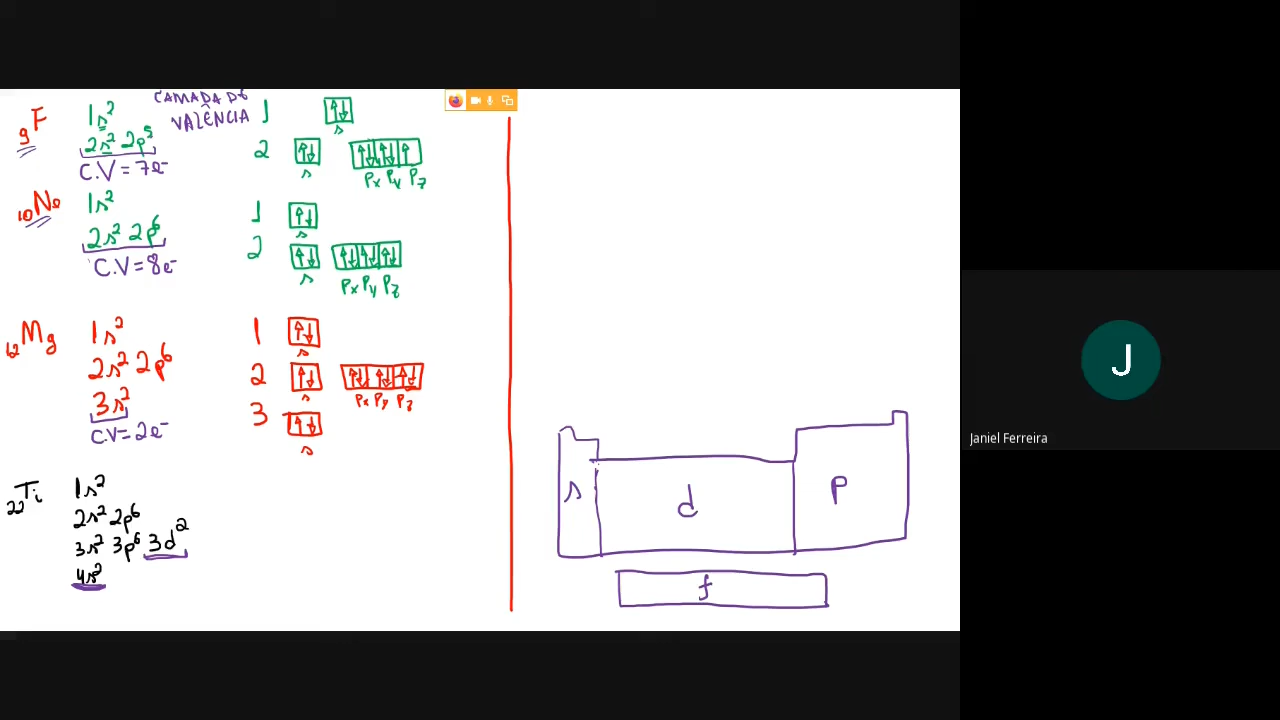 CAMADA DE
VALÊNCIA
₉F 1s² 1 ↑↓
s
2s² 2p⁵ 2 ↑↓ ↑↓ ↑↓ ↑
s px py pz
C.V = 7e-
₁₀Ne 1s² 1 ↑↓
s
2s² 2p⁶ 2 ↑↓ ↑↓ ↑↓ ↑↓
s px py pz
C.V = 8e-
₁₂Mg 1s² 1 ↑↓
s
2s² 2p⁶ 2 ↑↓ ↑↓ ↑↓ ↑↓
s px py pz
3s² 3 ↑↓
s
C.V = 2e-
₂₂Ti 1s²
2s² 2p⁶
3s² 3p⁶ 3d²
4s²
s d p
f
J
Janiel Ferreira